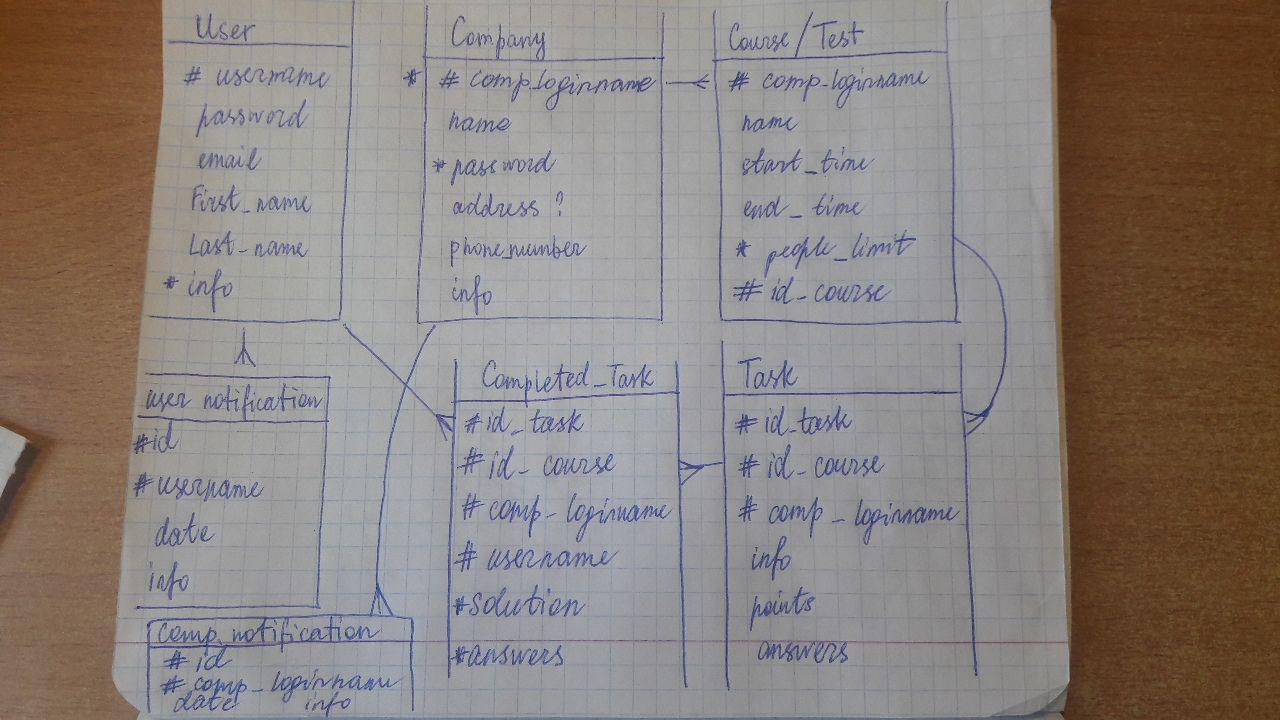 User
# username
password
email
First_name
Last_name
* info
Company
* # comp_loginname
name
* password
address ?
phone_number
info
Course/Test
# comp_loginname
name
start_time
end_time
* people_limit
# id_course
user notification
# id
# username
date
info
comp_notification
# id
# comp_loginname
date info
Completed_Task
# id_task
# id_course
# comp_loginname
# username
* solution
* answers
Task
# id_task
# id_course
# comp_loginname
info
points
answers